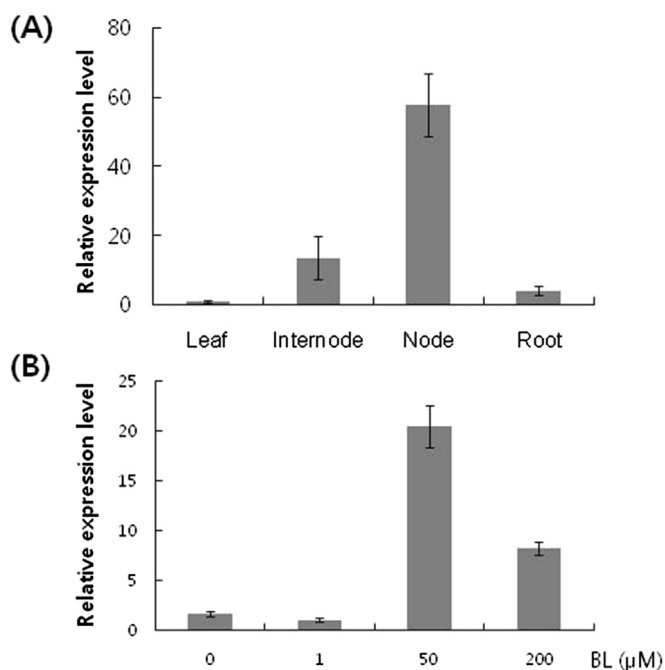 (A)
Relative expression level
80
60
40
20
0
Leaf Internode Node Root
(B)
Relative expression level
25
20
15
10
5
0
0 1 50 200 BL (μM)